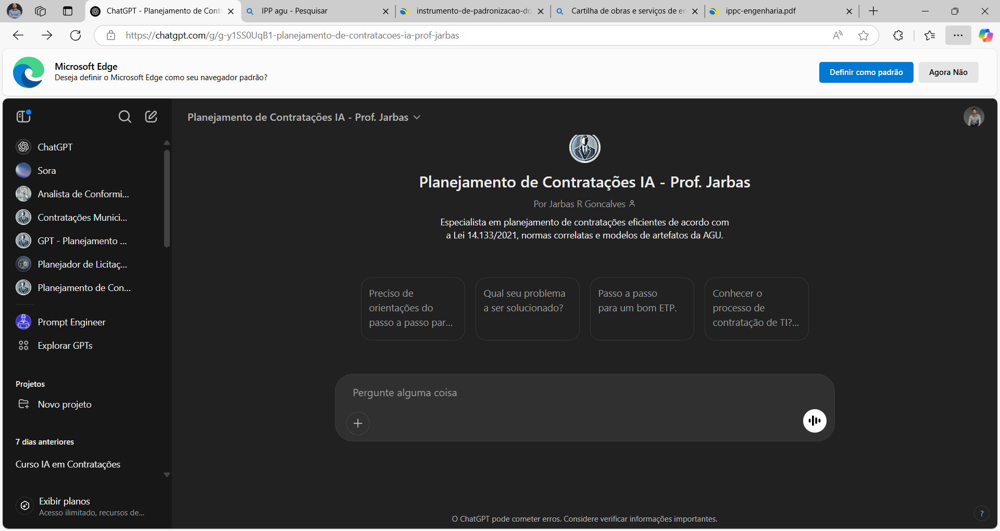 ChatGPT - Planejamento de Contr
IPP agu - Pesquisar
instrumento-de-padronizacao-do
Cartilha de obras e serviços de en
ippc-engenharia.pdf
https://chatgpt.com/g/g-y1SS0UqB1-planejamento-de-contratacoes-ia-prof-jarbas
Microsoft Edge
Deseja definir o Microsoft Edge como seu navegador padrão?
Definir como padrão
Agora Não
Planejamento de Contratações IA - Prof. Jarbas
ChatGPT
Sora
Analista de Conformi...
Contratações Munici...
GPT - Planejamento ...
Planejador de Licitaç...
Planejamento de Con...
Prompt Engineer
Explorar GPTs
Projetos
Novo projeto
7 dias anteriores
Curso IA em Contratações
Exibir planos
Acesso ilimitado, recursos de...
Planejamento de Contratações IA - Prof. Jarbas
Por Jarbas R Goncalves
Especialista em planejamento de contratações eficientes de acordo com
a Lei 14.133/2021, normas correlatas e modelos de artefatos da AGU.
Preciso de
orientações do
passo a passo par...
Qual seu problema
a ser solucionado?
Passo a passo
para um bom ETP.
Conhecer o
processo de
contratação de TI?...
Pergunte alguma coisa
O ChatGPT pode cometer erros. Considere verificar informações importantes.
?